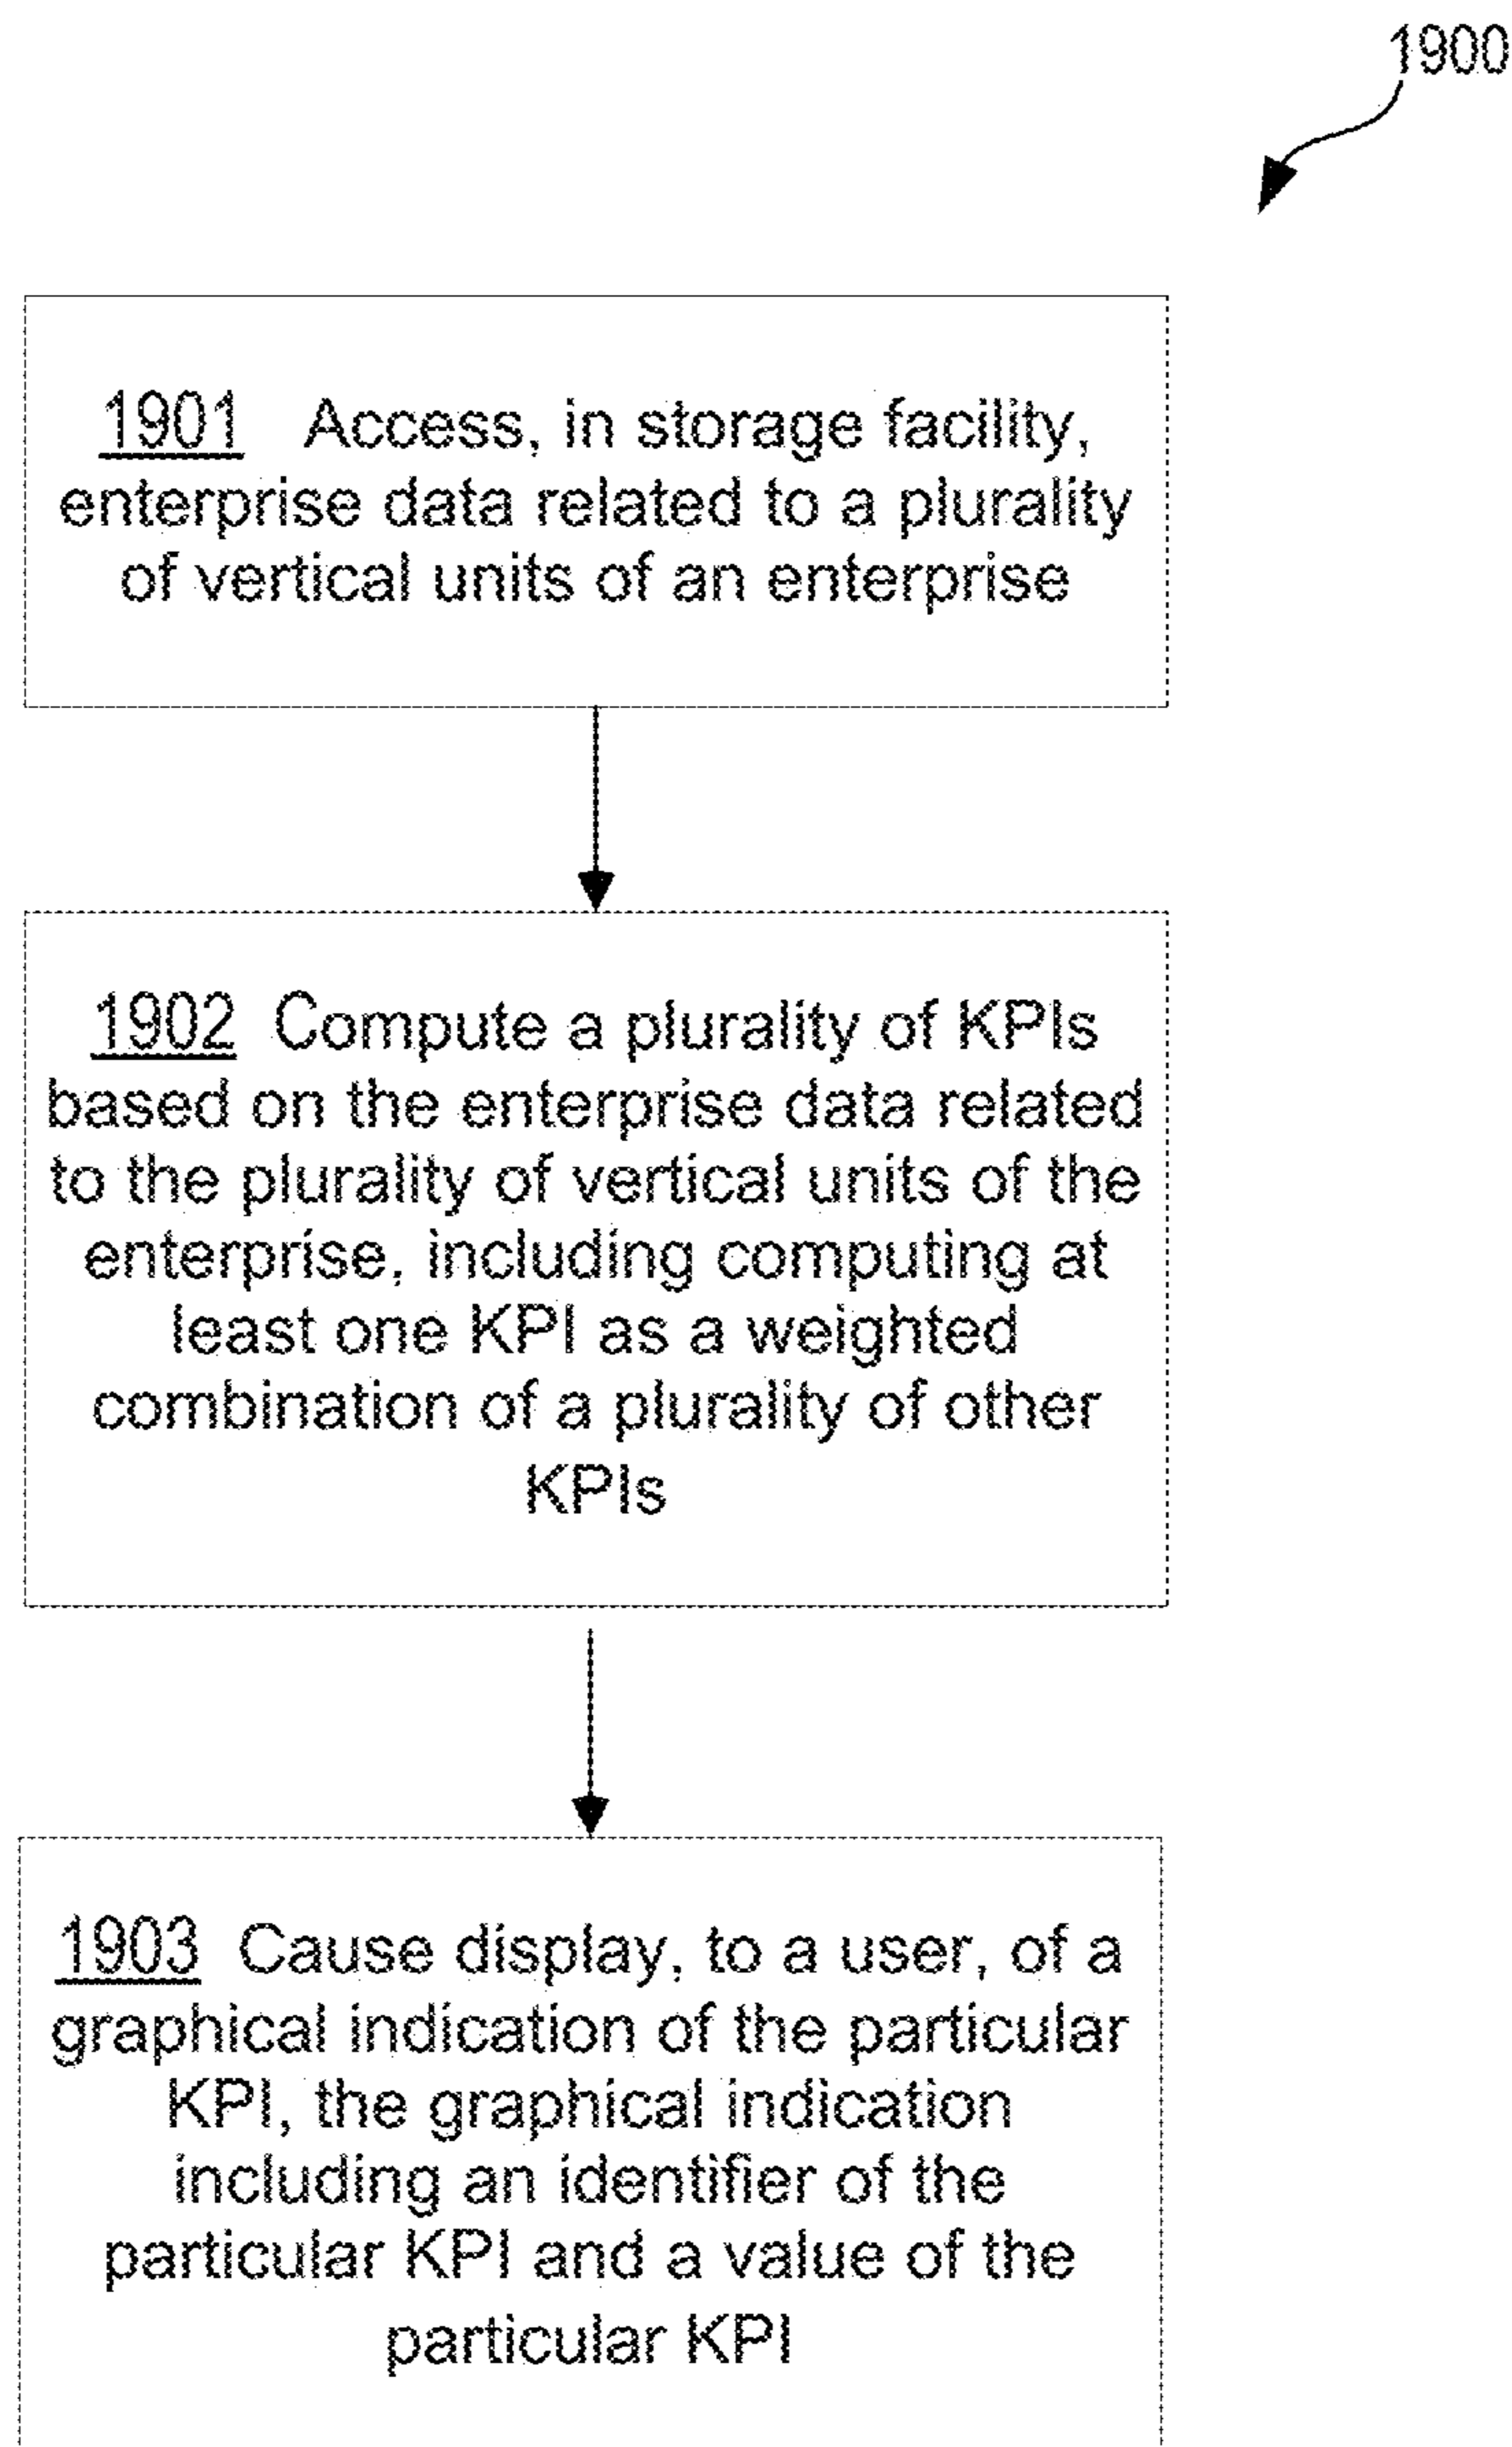 1900
1901 Access, in storage facility,
enterprise data related to a plurality
of vertical units of an enterprise
1902 Compute a plurality of KPIs
based on the enterprise data related
to the plurality of vertical units of the
enterprise, including computing at
least one KPI as a weighted
combination of a plurality of other
KPIs
1903 Cause display, to a user, of a
graphical indication of the particular
KPI, the graphical indication
including an identifier of the
particular KPI and a value of the
particular KPI